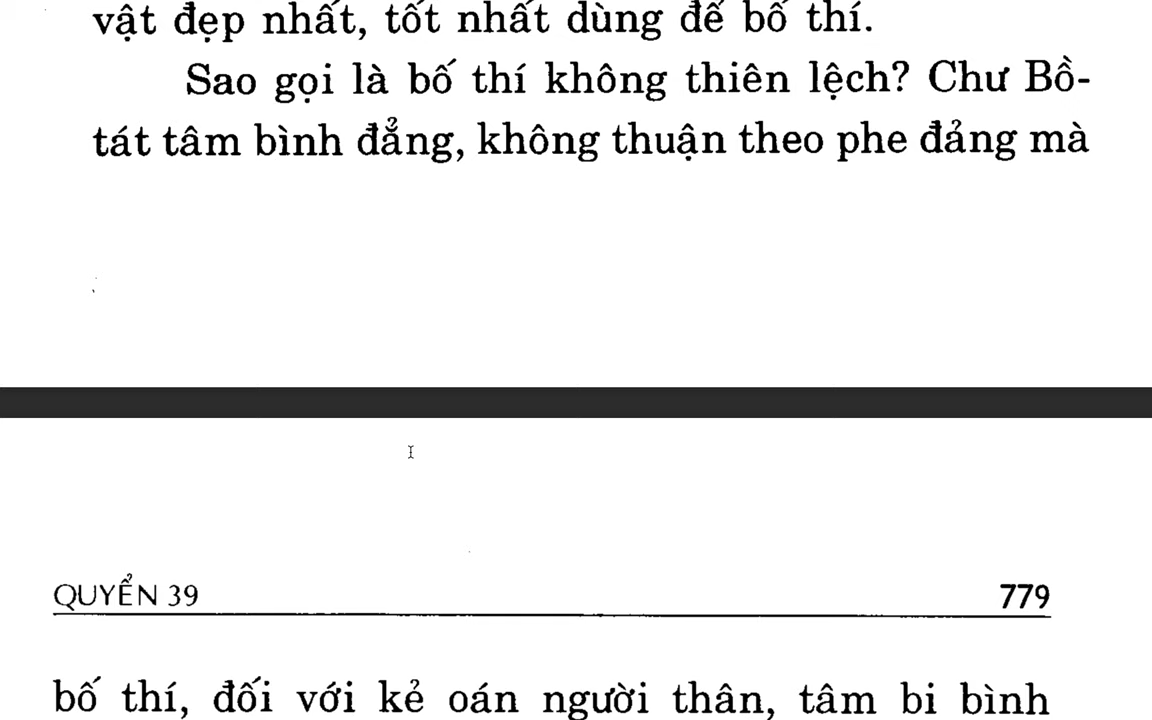 vật đẹp nhất, tốt nhất dùng để bố thí.
Sao gọi là bố thí không thiên lệch? Chư Bồ-
tát tâm bình đẳng, không thuận theo phe đảng mà
QUYỂN 39 779
bố thí, đối với kẻ oán người thân, tâm bi bình